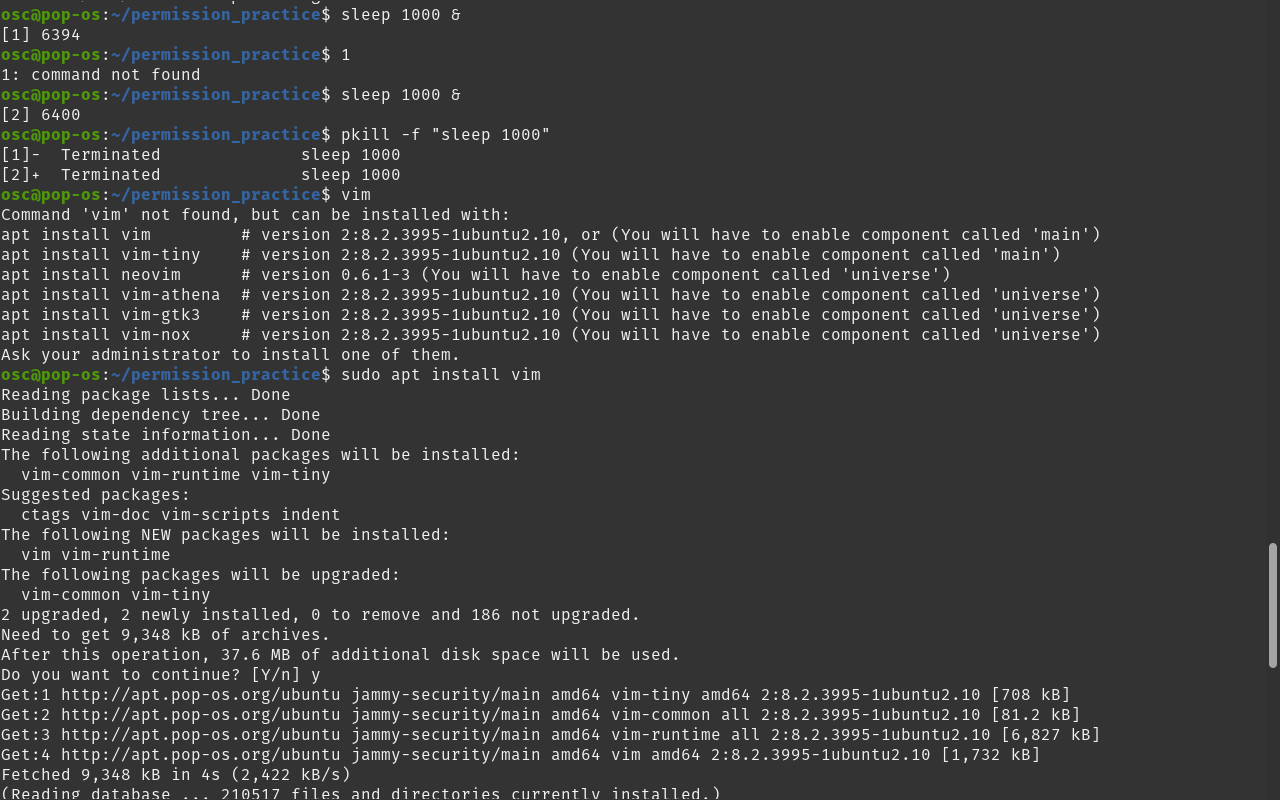 osc@pop-os:~/permission_practice$ sleep 1000 &
[1] 6394
osc@pop-os:~/permission_practice$ 1
1: command not found
osc@pop-os:~/permission_practice$ sleep 1000 &
[2] 6400
osc@pop-os:~/permission_practice$ pkill -f "sleep 1000"
[1]-  Terminated              sleep 1000
[2]+  Terminated              sleep 1000
osc@pop-os:~/permission_practice$ vim
Command 'vim' not found, but can be installed with:
apt install vim         # version 2:8.2.3995-1ubuntu2.10, or (You will have to enable component called 'main')
apt install vim-tiny    # version 2:8.2.3995-1ubuntu2.10 (You will have to enable component called 'main')
apt install neovim      # version 0.6.1-3 (You will have to enable component called 'universe')
apt install vim-athena  # version 2:8.2.3995-1ubuntu2.10 (You will have to enable component called 'universe')
apt install vim-gtk3    # version 2:8.2.3995-1ubuntu2.10 (You will have to enable component called 'universe')
apt install vim-nox     # version 2:8.2.3995-1ubuntu2.10 (You will have to enable component called 'universe')
Ask your administrator to install one of them.
osc@pop-os:~/permission_practice$ sudo apt install vim
Reading package lists... Done
Building dependency tree... Done
Reading state information... Done
The following additional packages will be installed:
  vim-common vim-runtime vim-tiny
Suggested packages:
  ctags vim-doc vim-scripts indent
The following NEW packages will be installed:
  vim vim-runtime
The following packages will be upgraded:
  vim-common vim-tiny
2 upgraded, 2 newly installed, 0 to remove and 186 not upgraded.
Need to get 9,348 kB of archives.
After this operation, 37.6 MB of additional disk space will be used.
Do you want to continue? [Y/n] y
Get:1 http://apt.pop-os.org/ubuntu jammy-security/main amd64 vim-tiny amd64 2:8.2.3995-1ubuntu2.10 [708 kB]
Get:2 http://apt.pop-os.org/ubuntu jammy-security/main amd64 vim-common all 2:8.2.3995-1ubuntu2.10 [81.2 kB]
Get:3 http://apt.pop-os.org/ubuntu jammy-security/main amd64 vim-runtime all 2:8.2.3995-1ubuntu2.10 [6,827 kB]
Get:4 http://apt.pop-os.org/ubuntu jammy-security/main amd64 vim amd64 2:8.2.3995-1ubuntu2.10 [1,732 kB]
Fetched 9,348 kB in 4s (2,422 kB/s)
(Reading database ... 210517 files and directories currently installed.)